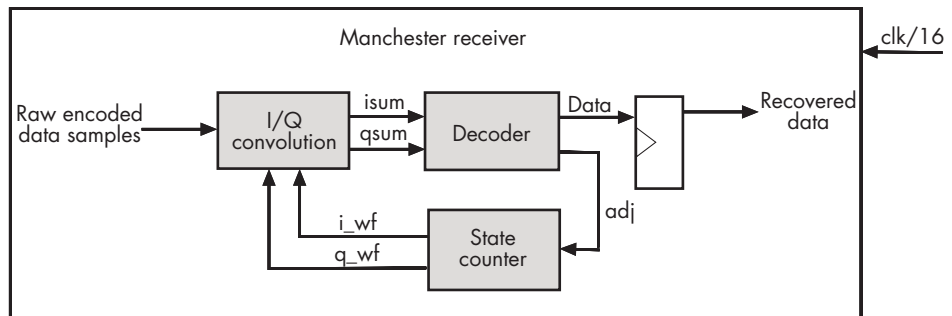 Manchester receiver
clk/16
Raw encoded
data samples
I/Q
convolution
isum
qsum
Decoder
Data
Recovered
data
adj
i_wf
q_wf
State
counter